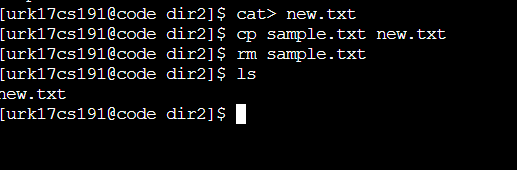 [urk17cs191@code dir2]$ cat> new.txt
[urk17cs191@code dir2]$ cp sample.txt new.txt
[urk17cs191@code dir2]$ rm sample.txt
[urk17cs191@code dir2]$ ls
new.txt
[urk17cs191@code dir2]$